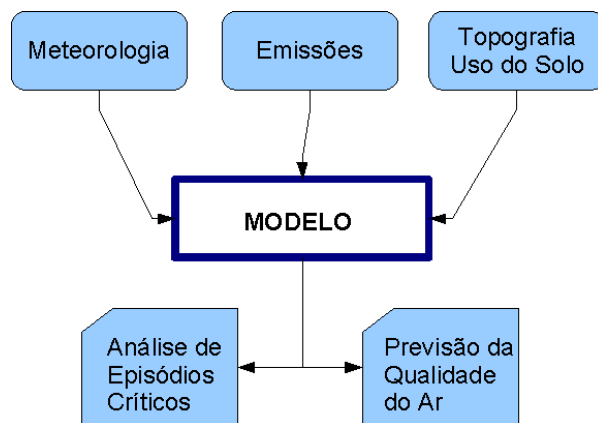 Meteorologia
Emissões
Topografia
Uso do Solo
MODELO
Análise de
Episódios
Críticos
Previsão da
Qualidade
do Ar